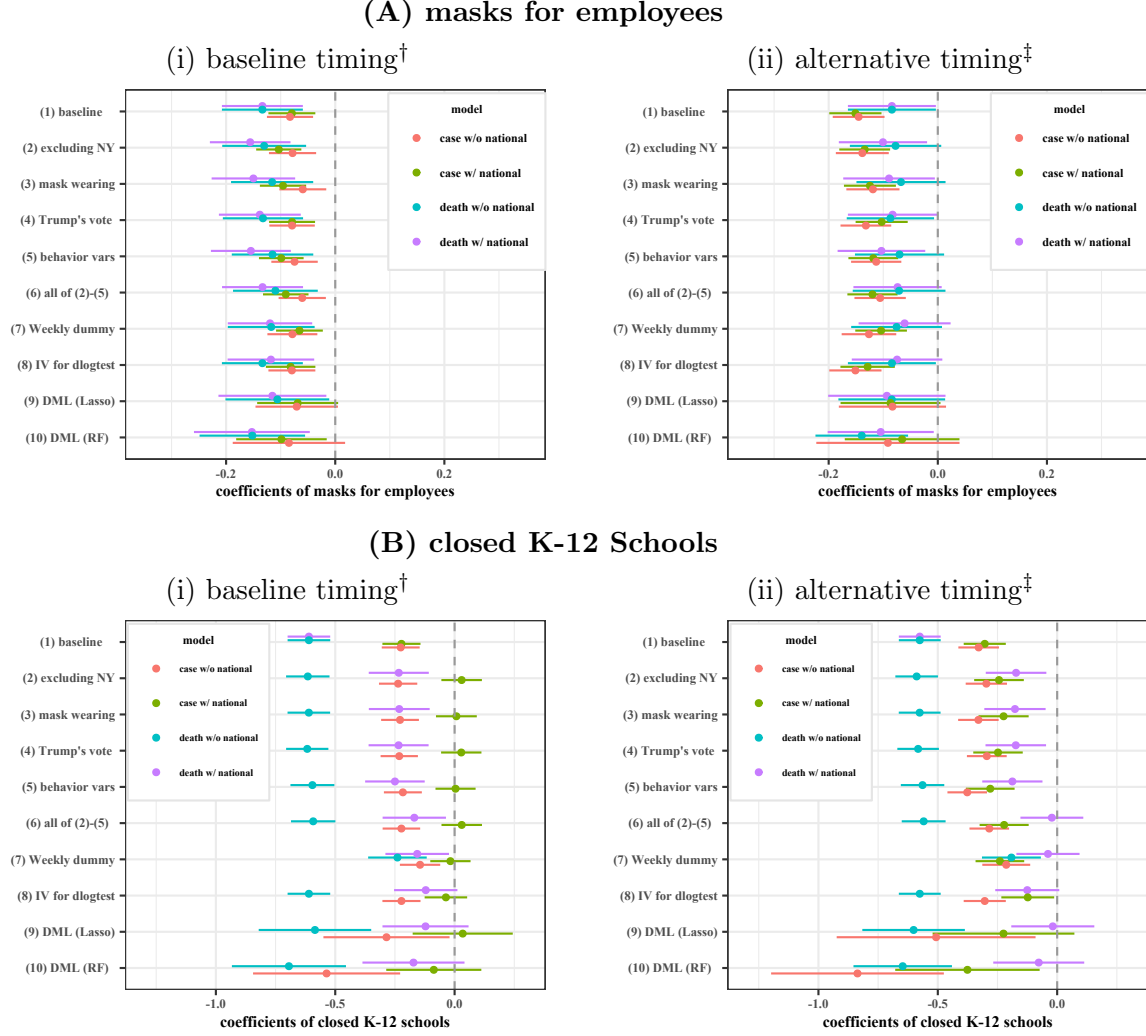 (A) masks for employees
(i) baseline timing†
(1) baseline
(2) excluding NY
(3) mask wearing
(4) Trump's vote
(5) behavior vars
(6) all of (2)-(5)
(7) Weekly dummy
(8) IV for dlogtest
(9) DML (Lasso)
(10) DML (RF)
model
case w/o national
case w/ national
death w/o national
death w/ national
-0.2 0.0 0.2
coefficients of masks for employees
(ii) alternative timing‡
(1) baseline
(2) excluding NY
(3) mask wearing
(4) Trump's vote
(5) behavior vars
(6) all of (2)-(5)
(7) Weekly dummy
(8) IV for dlogtest
(9) DML (Lasso)
(10) DML (RF)
model
case w/o national
case w/ national
death w/o national
death w/ national
-0.2 0.0 0.2
coefficients of masks for employees
(B) closed K-12 Schools
(i) baseline timing†
(1) baseline
(2) excluding NY
(3) mask wearing
(4) Trump's vote
(5) behavior vars
(6) all of (2)-(5)
(7) Weekly dummy
(8) IV for dlogtest
(9) DML (Lasso)
(10) DML (RF)
model
case w/o national
case w/ national
death w/o national
death w/ national
-1.0 -0.5 0.0
coefficients of closed K-12 schools
(ii) alternative timing‡
(1) baseline
(2) excluding NY
(3) mask wearing
(4) Trump's vote
(5) behavior vars
(6) all of (2)-(5)
(7) Weekly dummy
(8) IV for dlogtest
(9) DML (Lasso)
(10) DML (RF)
model
case w/o national
case w/ national
death w/o national
death w/ national
-1.0 -0.5 0.0
coefficients of closed K-12 schools